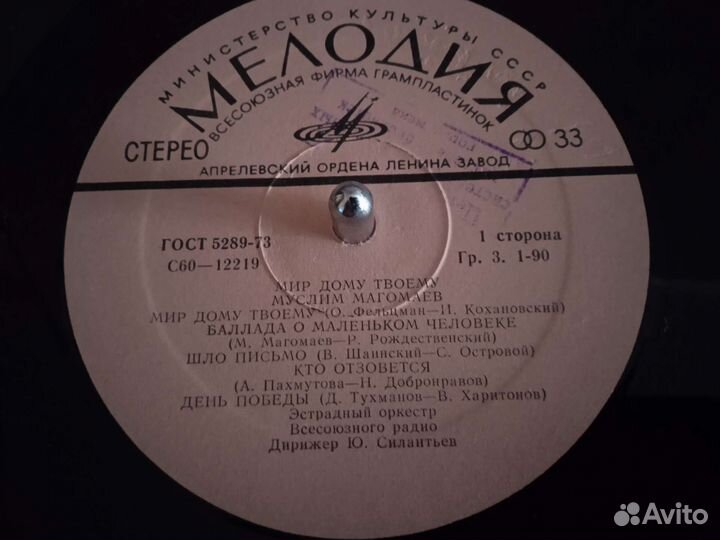 МИНИСТЕРСТВО КУЛЬТУРЫ СССР
МЕЛОДИЯ
ВСЕСОЮЗНАЯ ФИРМА ГРАМПЛАСТИНОК
СТЕРЕО
33
АПРЕЛЕВСКИЙ ОРДЕНА ЛЕНИНА ЗАВОД
ГОСТ 5289-73
С60—12219
1 сторона
Гр. 3. 1-90
МИР ДОМУ ТВОЕМУ
МУСЛИМ МАГОМАЕВ
МИР ДОМУ ТВОЕМУ (О. Фельцман—И. Кохановский)
БАЛЛАДА О МАЛЕНЬКОМ ЧЕЛОВЕКЕ
(М. Магомаев—Р. Рождественский)
ШЛО ПИСЬМО (В. Шаинский—С. Островой)
КТО ОТЗОВЕТСЯ
(А. Пахмутова—Н. Добронравов)
ДЕНЬ ПОБЕДЫ (Д. Тухманов—В. Харитонов)
Эстрадный оркестр
Всесоюзного радио
Дирижер Ю. Силантьев
Avito